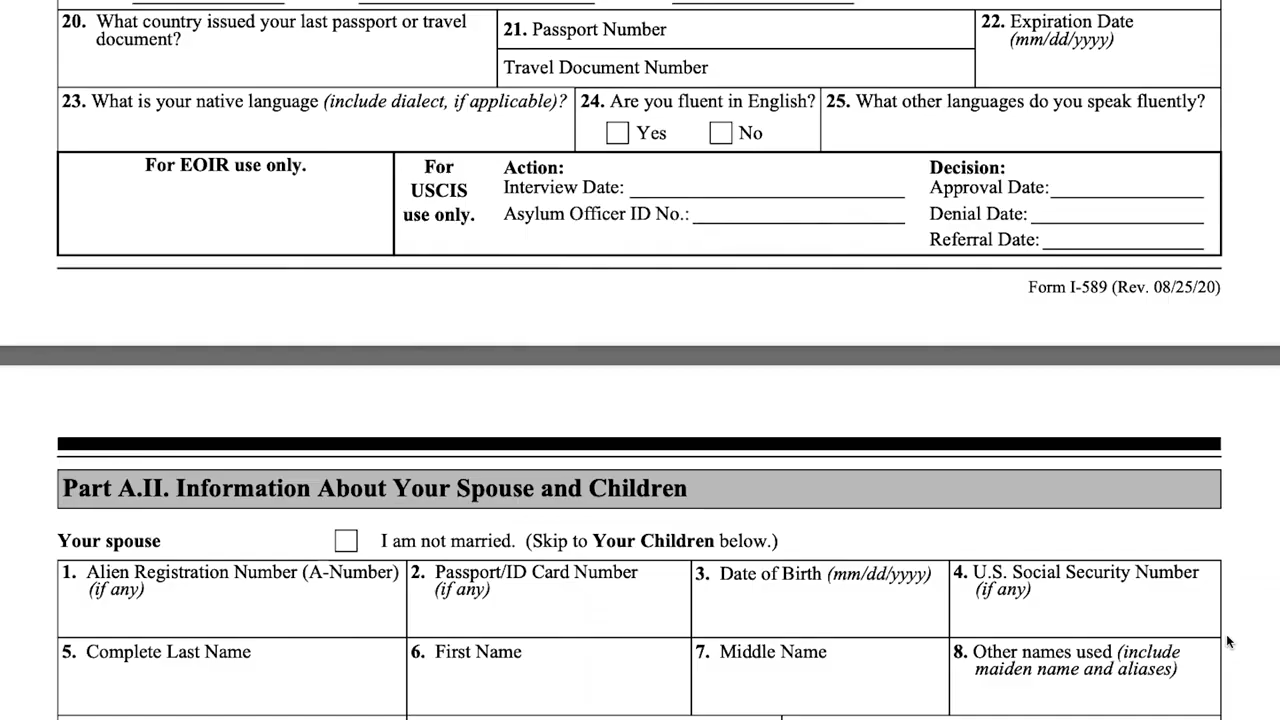 20. What country issued your last passport or travel document?
21. Passport Number
Travel Document Number
22. Expiration Date (mm/dd/yyyy)
23. What is your native language (include dialect, if applicable)?
24. Are you fluent in English?
Yes No
25. What other languages do you speak fluently?
For EOIR use only.
For USCIS use only.
Action:
Interview Date:
Asylum Officer ID No.:
Decision:
Approval Date:
Denial Date:
Referral Date:
Form I-589 (Rev. 08/25/20)
Part A.II. Information About Your Spouse and Children
Your spouse I am not married. (Skip to Your Children below.)
1. Alien Registration Number (A-Number) (if any)
2. Passport/ID Card Number (if any)
3. Date of Birth (mm/dd/yyyy)
4. U.S. Social Security Number (if any)
5. Complete Last Name
6. First Name
7. Middle Name
8. Other names used (include maiden name and aliases)